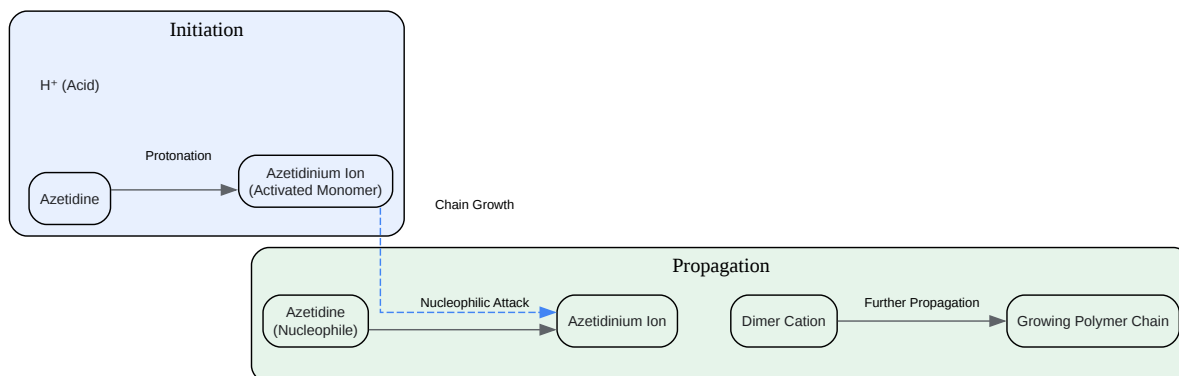 Initiation
H⁺ (Acid)
Protonation
Azetidine
Azetidinium Ion
(Activated Monomer)
Chain Growth
Propagation
Azetidine
(Nucleophile)
Nucleophilic Attack
Azetidinium Ion
Dimer Cation
Further Propagation
Growing Polymer Chain